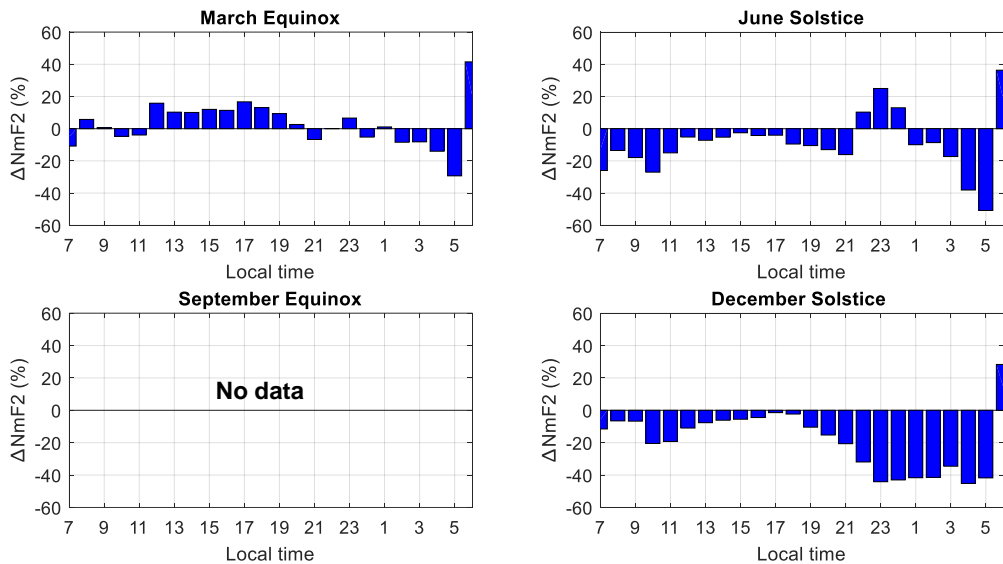 March Equinox
60
40
20
0
-20
-40
-60
ΔNmF2 (%)
7 9 11 13 15 17 19 21 23 1 3 5
Local time
June Solstice
60
40
20
0
-20
-40
-60
ΔNmF2 (%)
7 9 11 13 15 17 19 21 23 1 3 5
Local time
September Equinox
60
40
20
0
-20
-40
-60
ΔNmF2 (%)
No data
7 9 11 13 15 17 19 21 23 1 3 5
Local time
December Solstice
60
40
20
0
-20
-40
-60
ΔNmF2 (%)
7 9 11 13 15 17 19 21 23 1 3 5
Local time